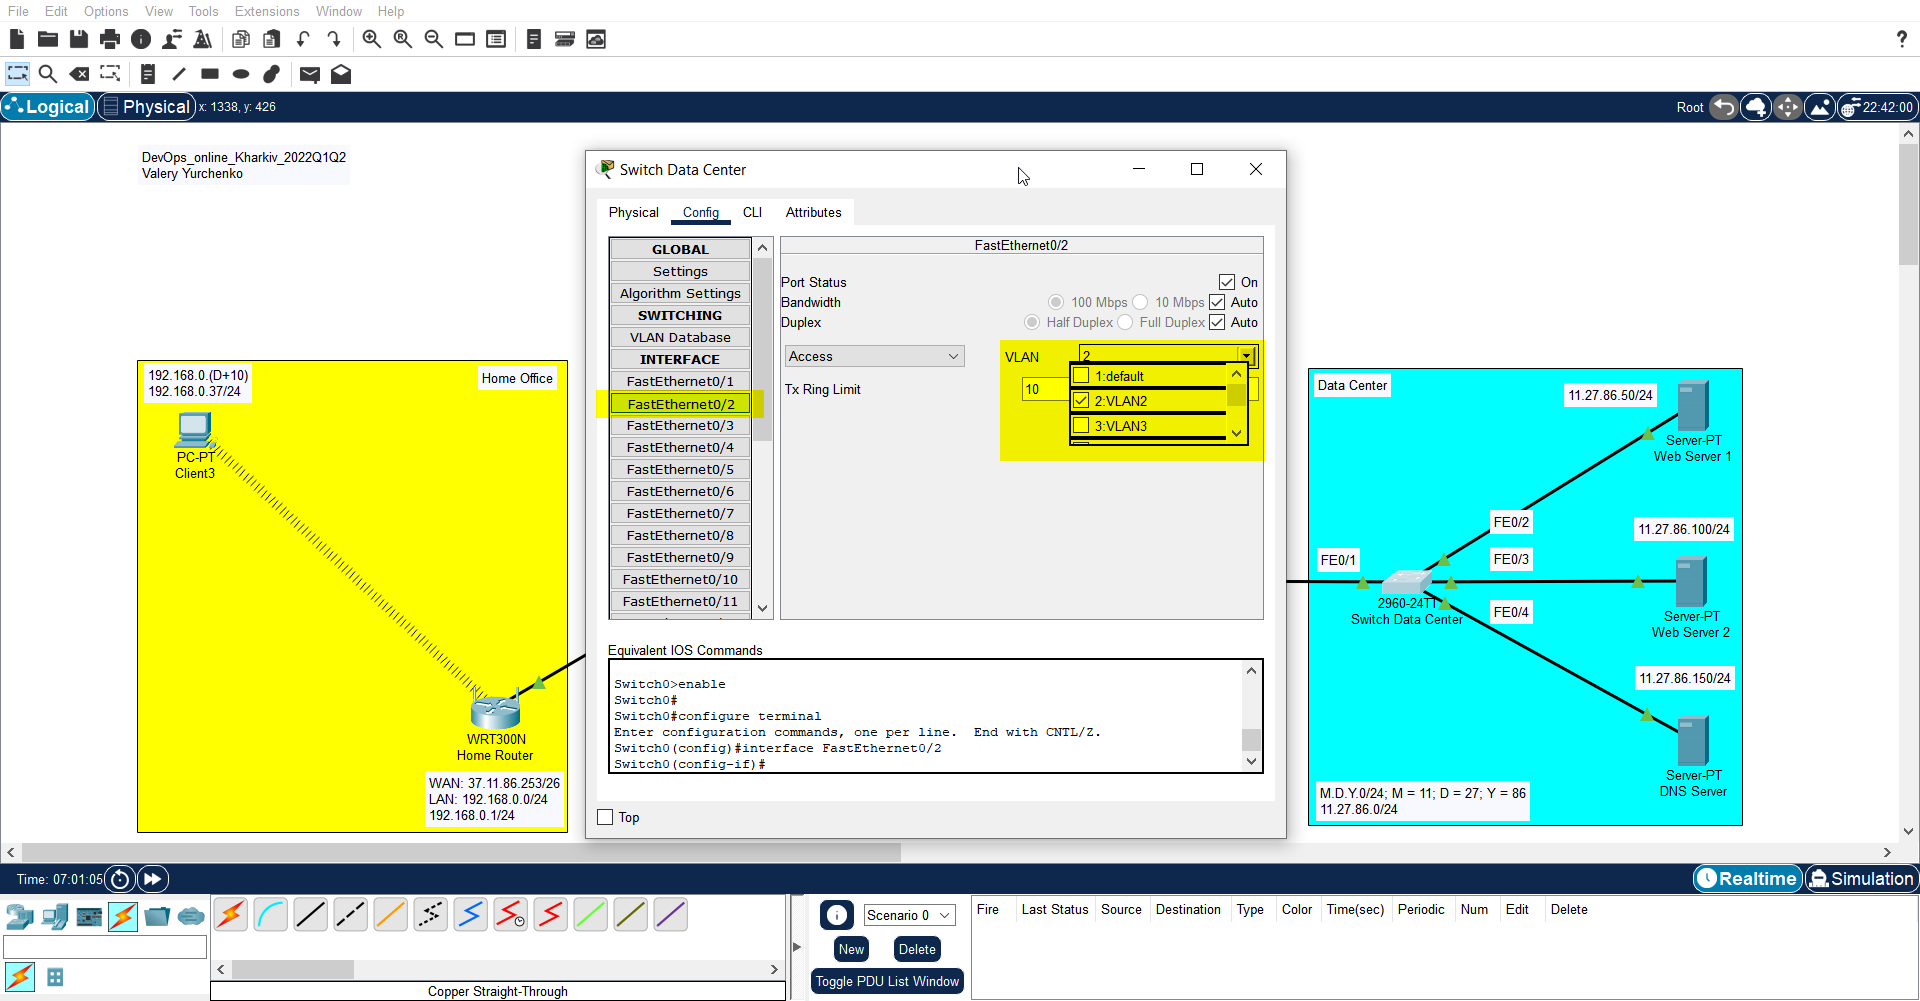 File Edit Options View Tools Extensions Window Help
Logical Physical x: 1338, y: 426 Root 22:42:00
DevOps_online_Kharkiv_2022Q1Q2
Valery Yurchenko
192.168.0.(D+10)
192.168.0.37/24
Home Office
PC-PT
Client3
WRT300N
Home Router
WAN: 37.11.86.253/26
LAN: 192.168.0.0/24
192.168.0.1/24
Switch Data Center
Physical Config CLI Attributes
GLOBAL
Settings
Algorithm Settings
SWITCHING
VLAN Database
INTERFACE
FastEthernet0/1
FastEthernet0/2
FastEthernet0/3
FastEthernet0/4
FastEthernet0/5
FastEthernet0/6
FastEthernet0/7
FastEthernet0/8
FastEthernet0/9
FastEthernet0/10
FastEthernet0/11
FastEthernet0/2
Port Status On
Bandwidth 100 Mbps 10 Mbps Auto
Duplex Half Duplex Full Duplex Auto
Access VLAN 2
1:default
2:VLAN2
3:VLAN3
Tx Ring Limit 10
Equivalent IOS Commands
Switch0>enable
Switch0#
Switch0#configure terminal
Enter configuration commands, one per line. End with CNTL/Z.
Switch0(config)#interface FastEthernet0/2
Switch0(config-if)#
Top
Data Center
11.27.86.50/24
Server-PT
Web Server 1
FE0/2
11.27.86.100/24
FE0/1
FE0/3
2960-24TT
Switch Data Center
FE0/4
Server-PT
Web Server 2
11.27.86.150/24
Server-PT
DNS Server
M.D.Y.0/24; M = 11; D = 27; Y = 86
11.27.86.0/24
Time: 07:01:05 Realtime Simulation
Scenario 0
New Delete
Toggle PDU List Window
Fire Last Status Source Destination Type Color Time(sec) Periodic Num Edit Delete
Copper Straight-Through